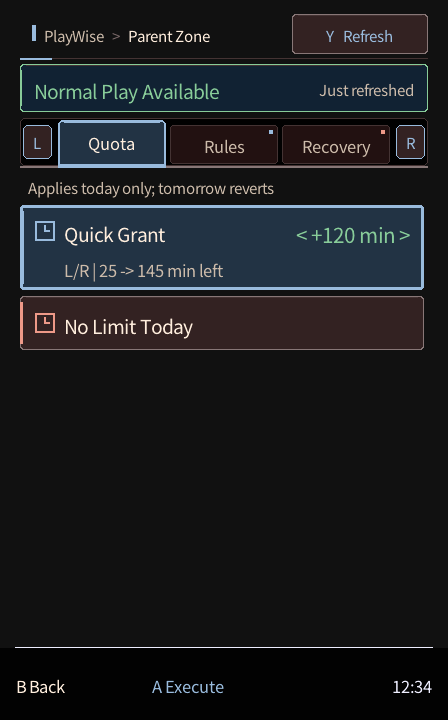 PlayWise > Parent Zone
Y Refresh
Normal Play Available
Just refreshed
L
Quota
Rules
Recovery
R
Applies today only; tomorrow reverts
Quick Grant
< +120 min >
L/R | 25 -> 145 min left
No Limit Today
B Back
A Execute
12:34